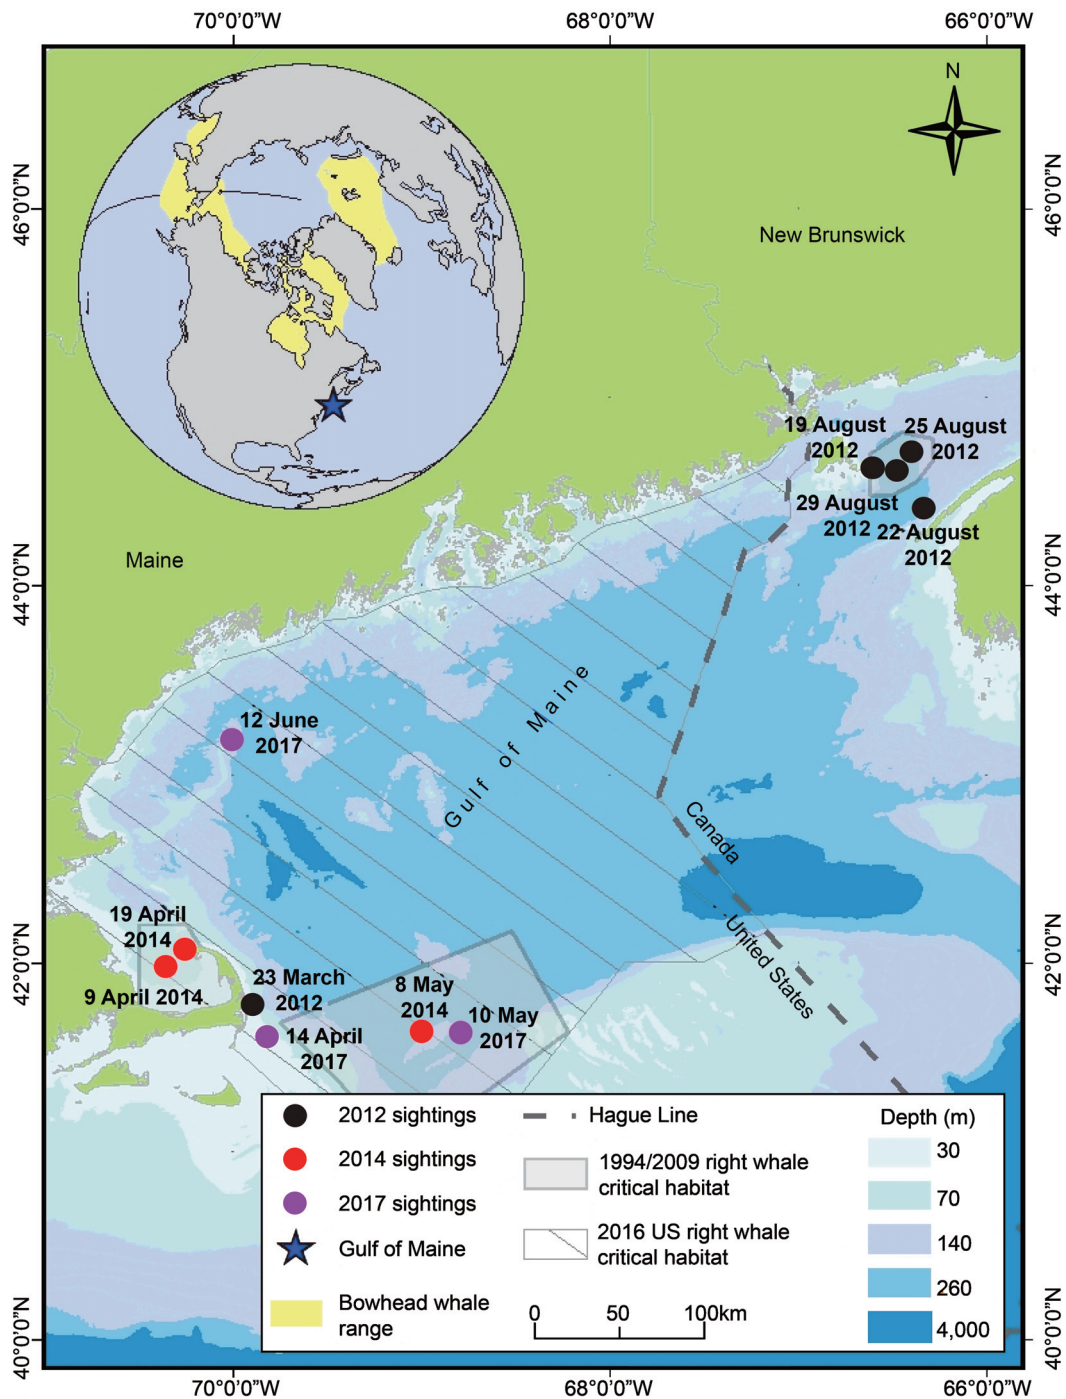 70°0'0"W
68°0'0"W
66°0'0"W
N
46°0'0"N
46°0'0"N
New Brunswick
19 August
2012
25 August
2012
29 August
2012
22 August
2012
Maine
44°0'0"N
44°0'0"N
Gulf of Maine
12 June
2017
Canada
United States
19 April
2014
9 April 2014
42°0'0"N
42°0'0"N
23 March
2012
14 April
2017
8 May
2014
10 May
2017
2012 sightings
2014 sightings
2017 sightings
Gulf of Maine
Bowhead whale
range
Hague Line
1994/2009 right whale
critical habitat
2016 US right whale
critical habitat
0 50 100km
Depth (m)
30
70
140
260
4,000
40°0'0"N
40°0'0"N
70°0'0"W
68°0'0"W
66°0'0"W